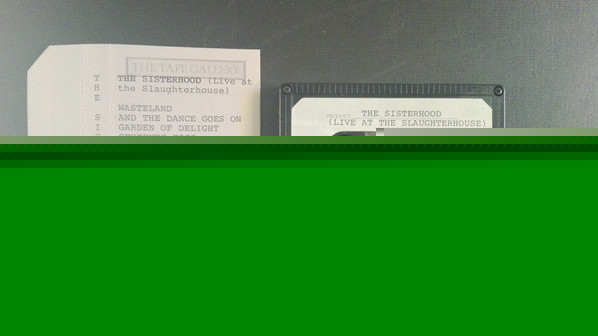 THE TAPE GALLERY
THE SISTERHOOD (Live at
the Slaughterhouse)
WASTELAND
AND THE DANCE GOES ON
GARDEN OF DELIGHT
T
H
E
S
I
THE SISTERHOOD
(LIVE AT THE SLAUGHTERHOUSE)